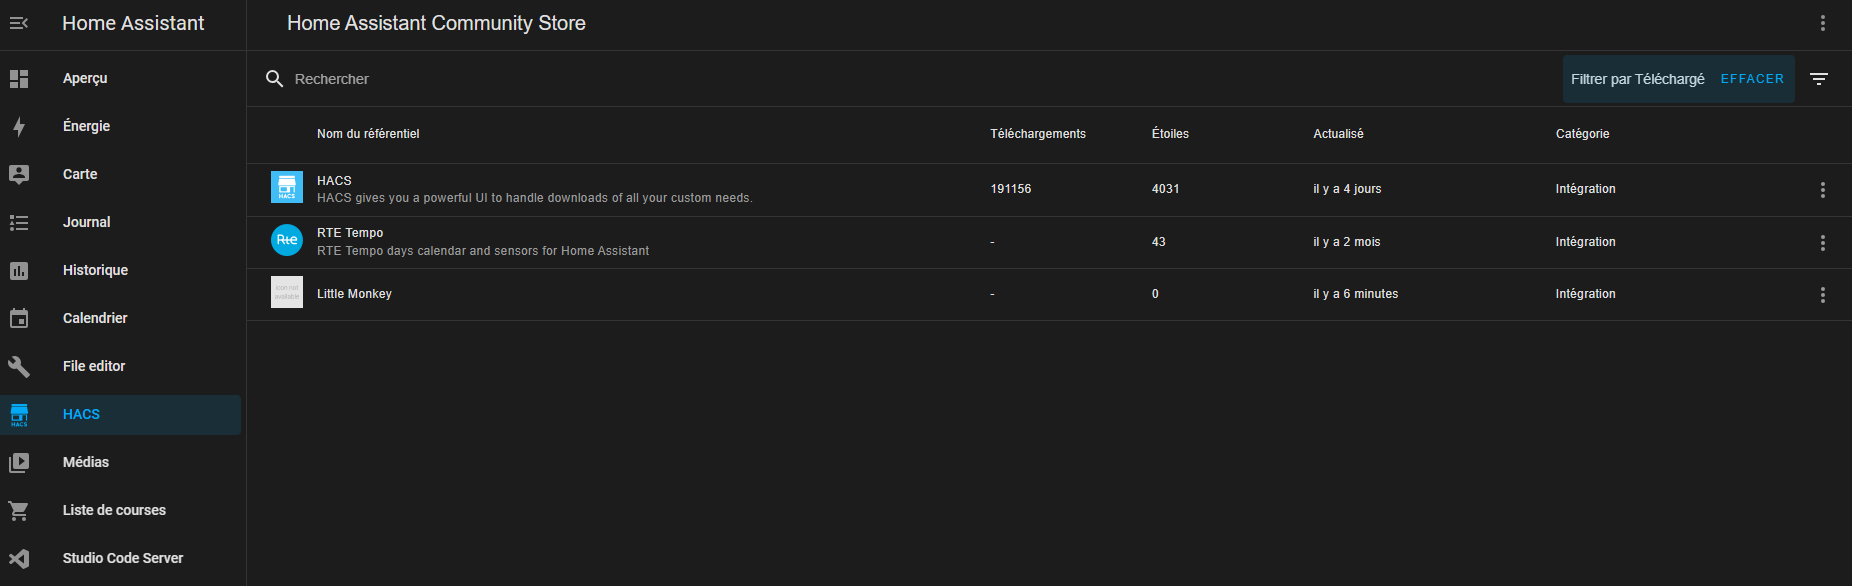 Home Assistant
Home Assistant Community Store
Aperçu
Énergie
Carte
Journal
Historique
Calendrier
File editor
HACS
HACS
Médias
Liste de courses
Studio Code Server
Rechercher
Filtrer par Téléchargé EFFACER
Nom du référentiel Téléchargements Étoiles Actualisé Catégorie
HACS
HACS 191156 4031 il y a 4 jours Intégration
HACS gives you a powerful UI to handle downloads of all your custom needs.
Rte
RTE Tempo - 43 il y a 2 mois Intégration
RTE Tempo days calendar and sensors for Home Assistant
icon not
available
Little Monkey - 0 il y a 6 minutes Intégration